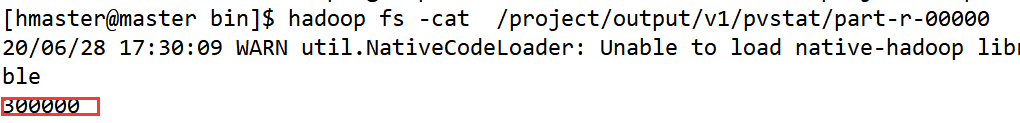 [hmaster@master bin]$ hadoop fs -cat  /project/output/v1/pvstat/part-r-00000
20/06/28 17:30:09 WARN util.NativeCodeLoader: Unable to load native-hadoop libr
ble
300000